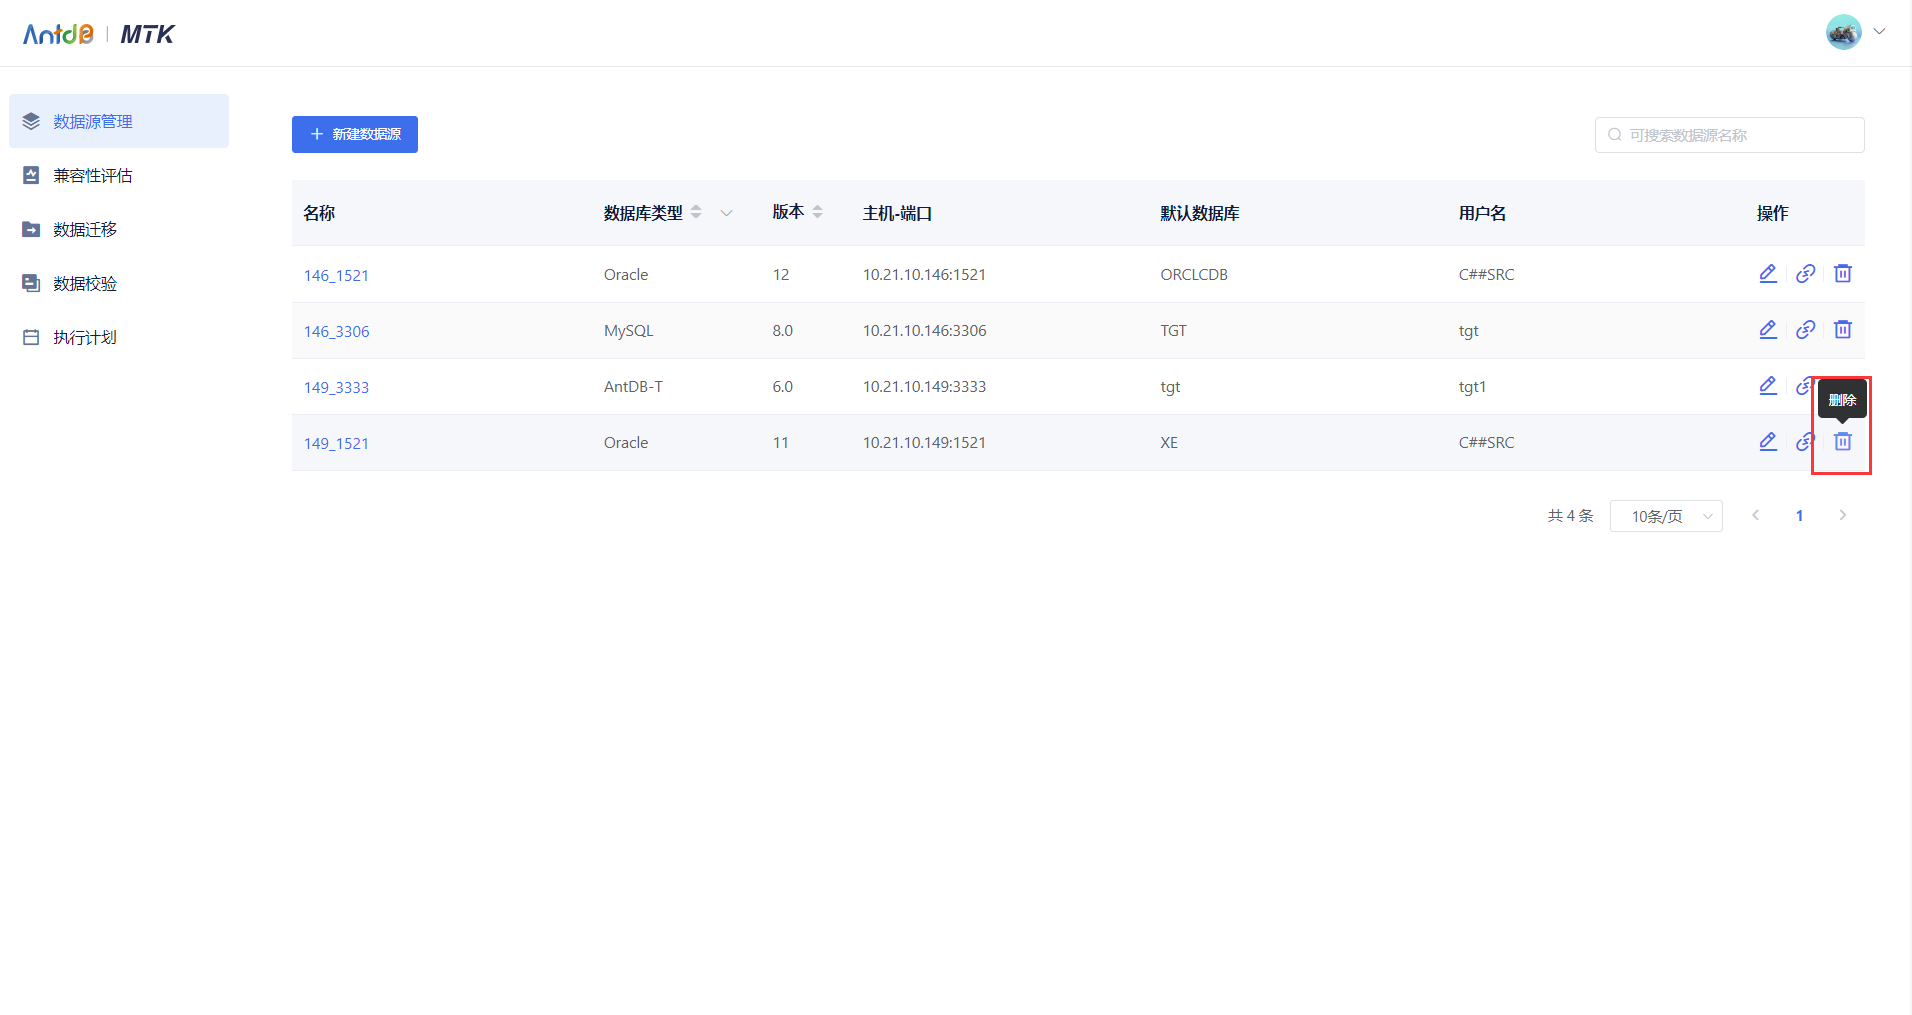 AntdB | MTK
数据源管理
兼容性评估
数据迁移
数据校验
执行计划
新建数据源
可搜索数据源名称
名称 数据库类型 版本 主机-端口 默认数据库 用户名 操作
146_1521 Oracle 12 10.21.10.146:1521 ORCLCDB C##SRC
146_3306 MySQL 8.0 10.21.10.146:3306 TGT tgt
149_3333 AntDB-T 6.0 10.21.10.149:3333 tgt tgt1
删除
149_1521 Oracle 11 10.21.10.149:1521 XE C##SRC
共 4 条 10条/页 1